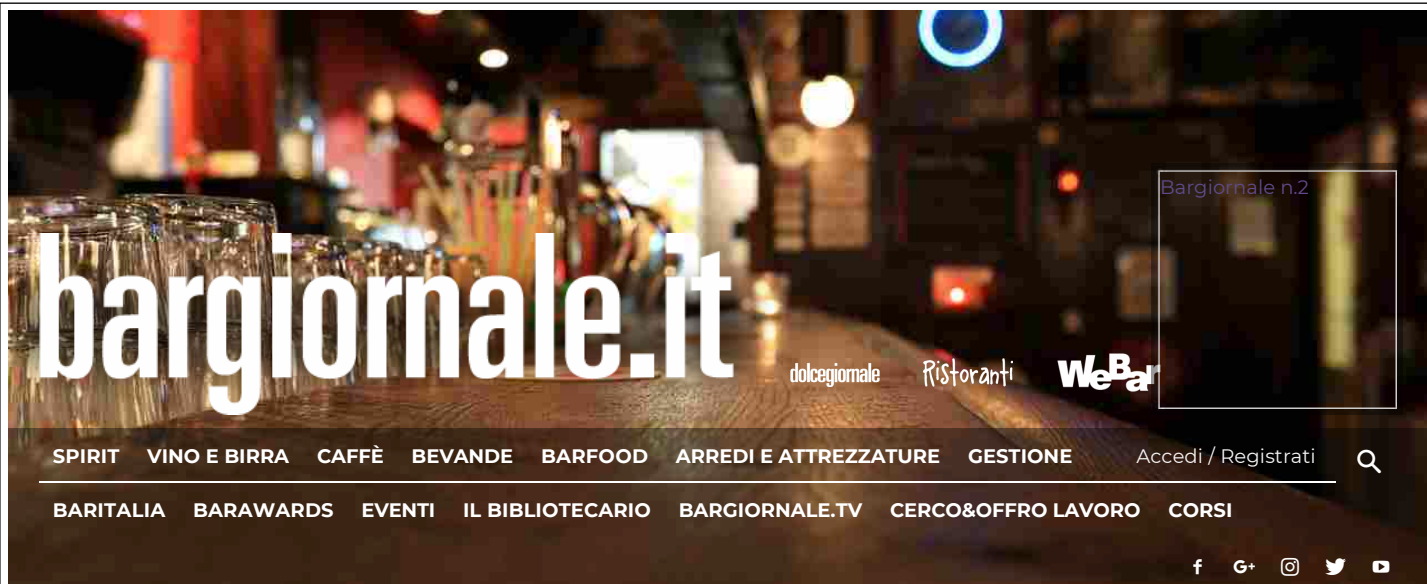 Bargiornale n.2
bargiornale.it
dolcegiornale Ristoranti WeBar
SPIRIT VINO E BIRRA CAFFÈ BEVANDE BARFOOD ARREDI E ATTREZZATURE GESTIONE Accedi / Registrati
BARITALIA BARAWARDS EVENTI IL BIBLIOTECARIO BARGIORNALE.TV CERCO&OFFRO LAVORO CORSI
f G+